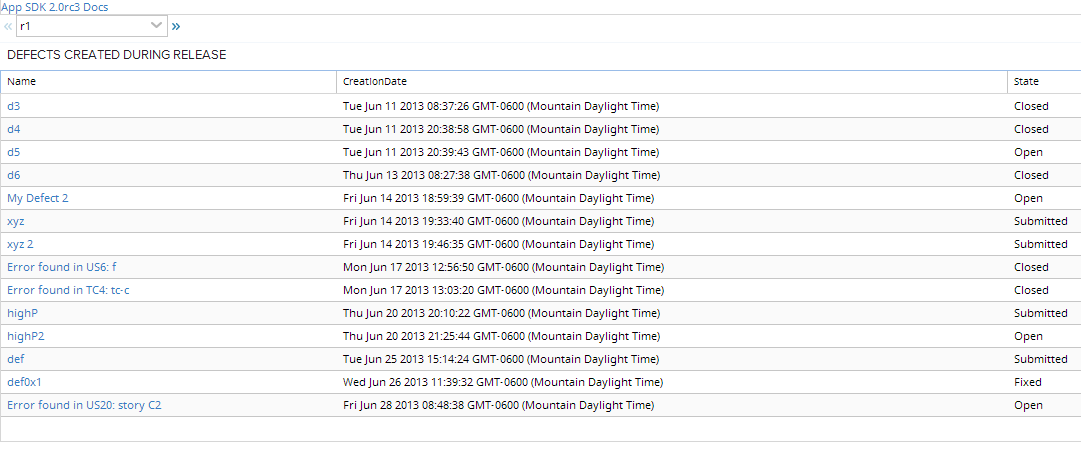 App SDK 2.0rc3 Docs
« r1 »
DEFECTS CREATED DURING RELEASE
Name CreationDate State
d3 Tue Jun 11 2013 08:37:26 GMT-0600 (Mountain Daylight Time) Closed
d4 Tue Jun 11 2013 20:38:58 GMT-0600 (Mountain Daylight Time) Closed
d5 Tue Jun 11 2013 20:39:43 GMT-0600 (Mountain Daylight Time) Open
d6 Thu Jun 13 2013 08:27:38 GMT-0600 (Mountain Daylight Time) Closed
My Defect 2 Fri Jun 14 2013 18:59:39 GMT-0600 (Mountain Daylight Time) Open
xyz Fri Jun 14 2013 19:33:40 GMT-0600 (Mountain Daylight Time) Submitted
xyz 2 Fri Jun 14 2013 19:46:35 GMT-0600 (Mountain Daylight Time) Submitted
Error found in US6: f Mon Jun 17 2013 12:56:50 GMT-0600 (Mountain Daylight Time) Closed
Error found in TC4: tc-c Mon Jun 17 2013 13:03:20 GMT-0600 (Mountain Daylight Time) Closed
highP Thu Jun 20 2013 20:10:22 GMT-0600 (Mountain Daylight Time) Submitted
highP2 Thu Jun 20 2013 21:25:44 GMT-0600 (Mountain Daylight Time) Open
def Tue Jun 25 2013 15:14:24 GMT-0600 (Mountain Daylight Time) Submitted
def0x1 Wed Jun 26 2013 11:39:32 GMT-0600 (Mountain Daylight Time) Fixed
Error found in US20: story C2 Fri Jun 28 2013 08:48:38 GMT-0600 (Mountain Daylight Time) Open